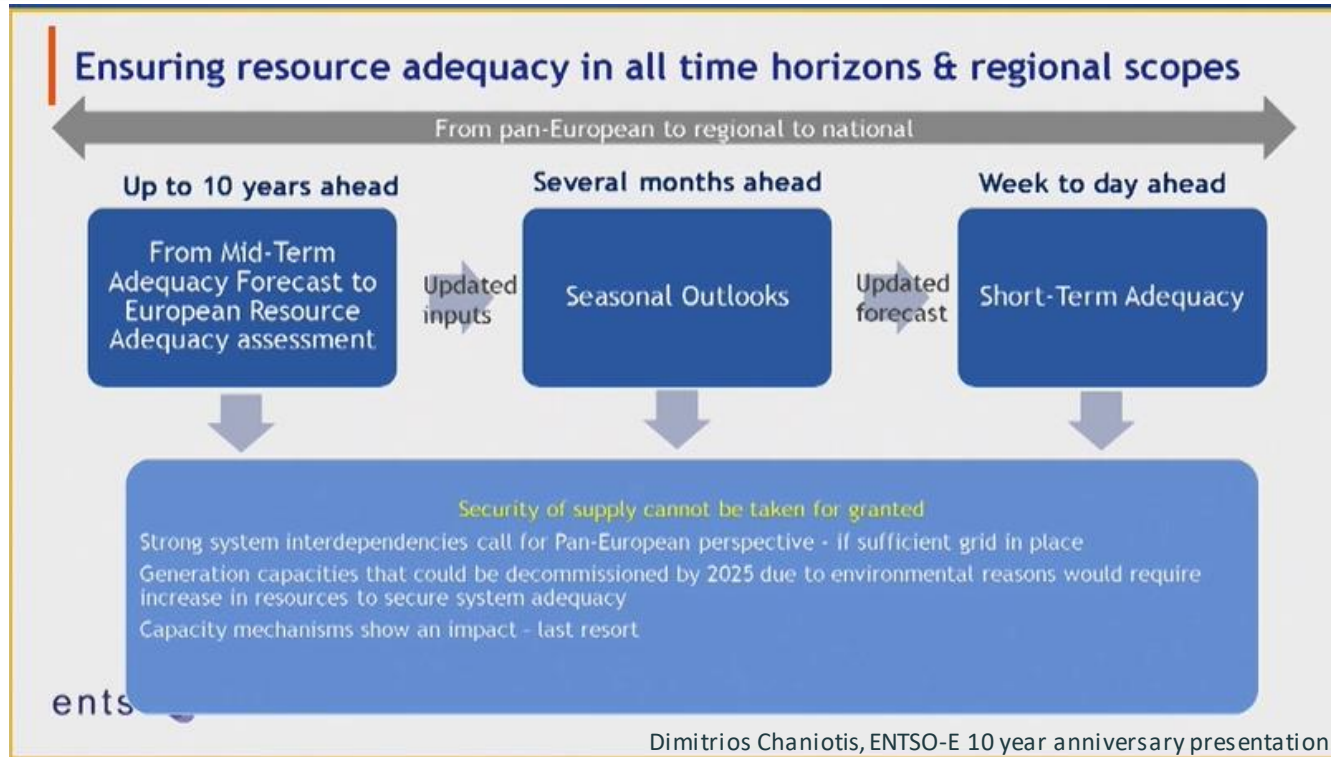 Ensuring resource adequacy in all time horizons & regional scopes
From pan-European to regional to national
Up to 10 years ahead
Several months ahead
Week to day ahead
From Mid-Term
Adequacy Forecast to
European Resource
Adequacy assessment
Updated
inputs
Seasonal Outlooks
Updated
forecast
Short-Term Adequacy
Security of supply cannot be taken for granted
Strong system interdependencies call for Pan-European perspective - if sufficient grid in place
Generation capacities that could be decommissioned by 2025 due to environmental reasons would require
increase in resources to secure system adequacy
Capacity mechanisms show an impact - last resort
ents
Dimitrios Chaniotis, ENTSO-E 10 year anniversary presentation